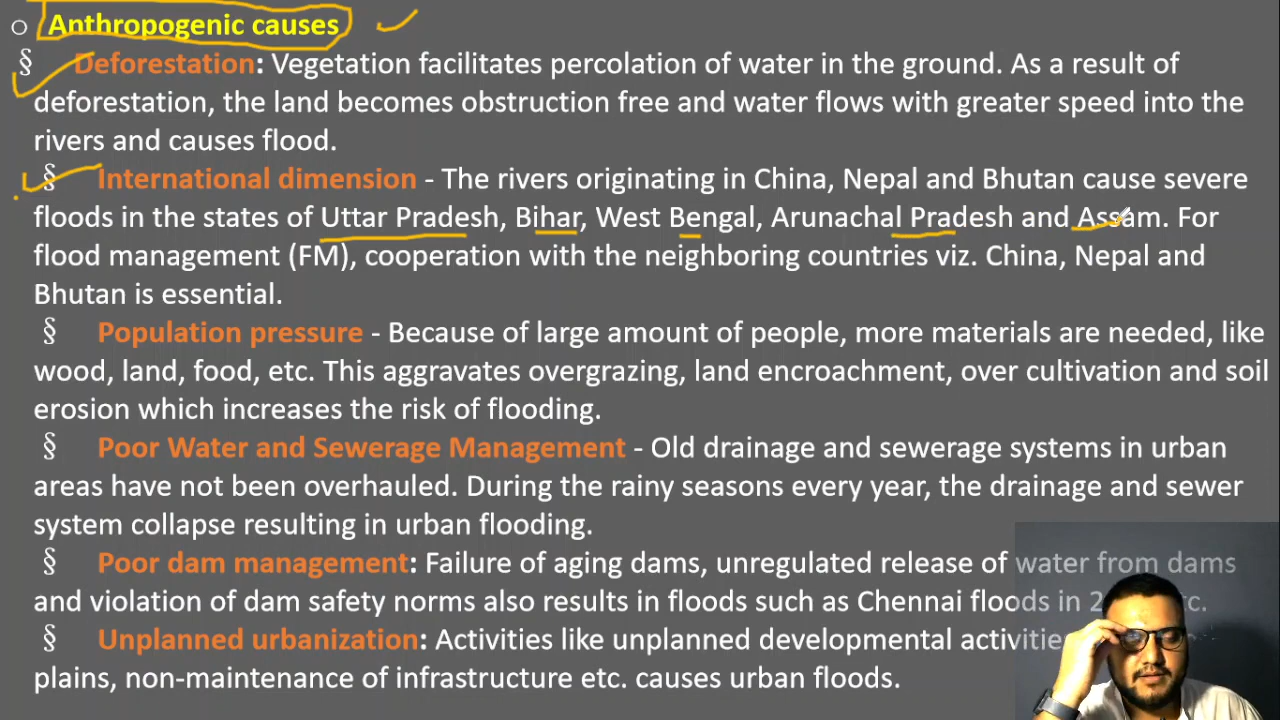 ○ Anthropogenic causes
§ Deforestation: Vegetation facilitates percolation of water in the ground. As a result of
deforestation, the land becomes obstruction free and water flows with greater speed into the
rivers and causes flood.
§ International dimension - The rivers originating in China, Nepal and Bhutan cause severe
floods in the states of Uttar Pradesh, Bihar, West Bengal, Arunachal Pradesh and Assam. For
flood management (FM), cooperation with the neighboring countries viz. China, Nepal and
Bhutan is essential.
§ Population pressure - Because of large amount of people, more materials are needed, like
wood, land, food, etc. This aggravates overgrazing, land encroachment, over cultivation and soil
erosion which increases the risk of flooding.
§ Poor Water and Sewerage Management - Old drainage and sewerage systems in urban
areas have not been overhauled. During the rainy seasons every year, the drainage and sewer
system collapse resulting in urban flooding.
§ Poor dam management: Failure of aging dams, unregulated release of water from dams
and violation of dam safety norms also results in floods such as Chennai floods in
§ Unplanned urbanization: Activities like unplanned developmental
plains, non-maintenance of infrastructure etc. causes urban floods.